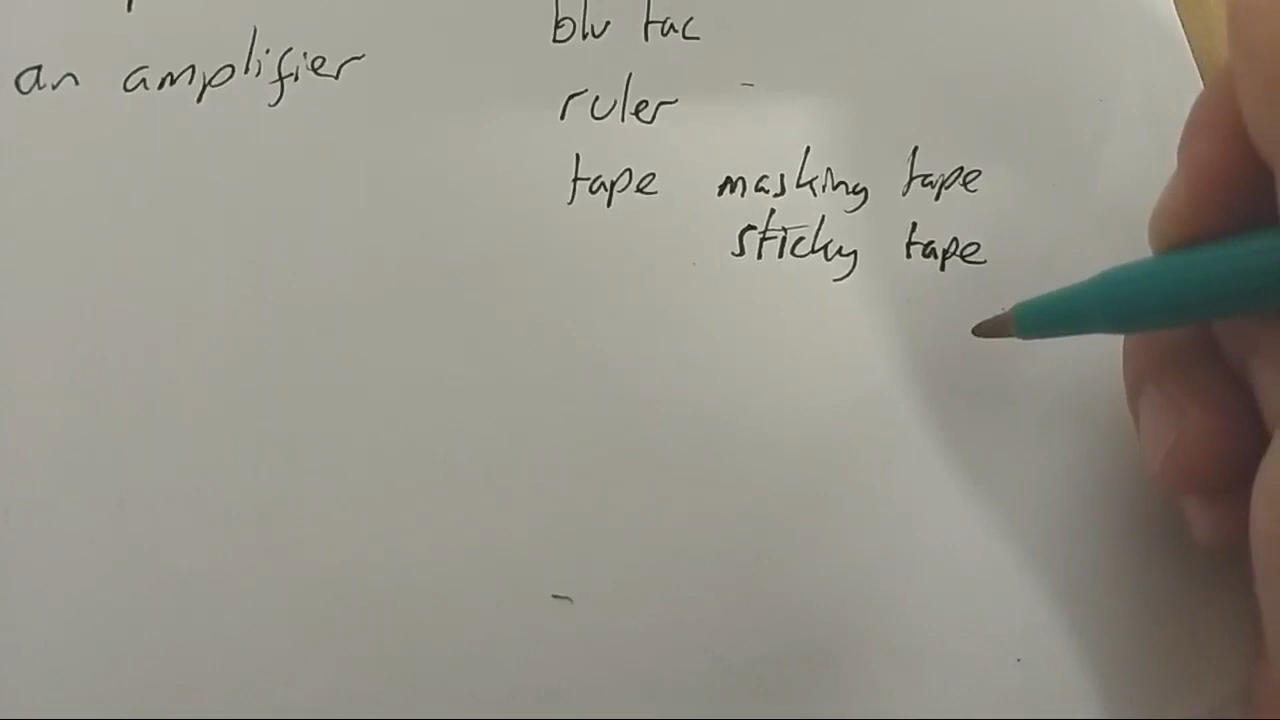 an amplifier
blu tac
ruler
tape masking tape
sticky tape